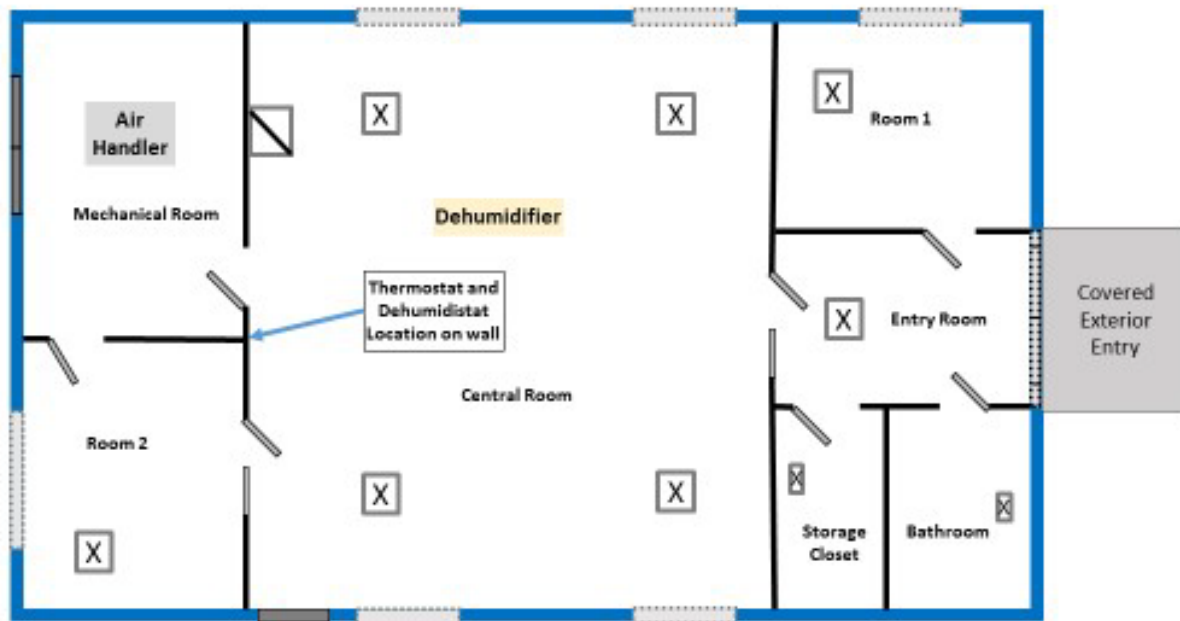 Air
Handler
Mechanical Room
X
X
X
Room 1
Dehumidifier
Thermostat and
Dehumidistat
Location on wall
X
Entry Room
Covered
Exterior
Entry
Central Room
Room 2
X
X
X
X
X
Storage
Closet
Bathroom
X